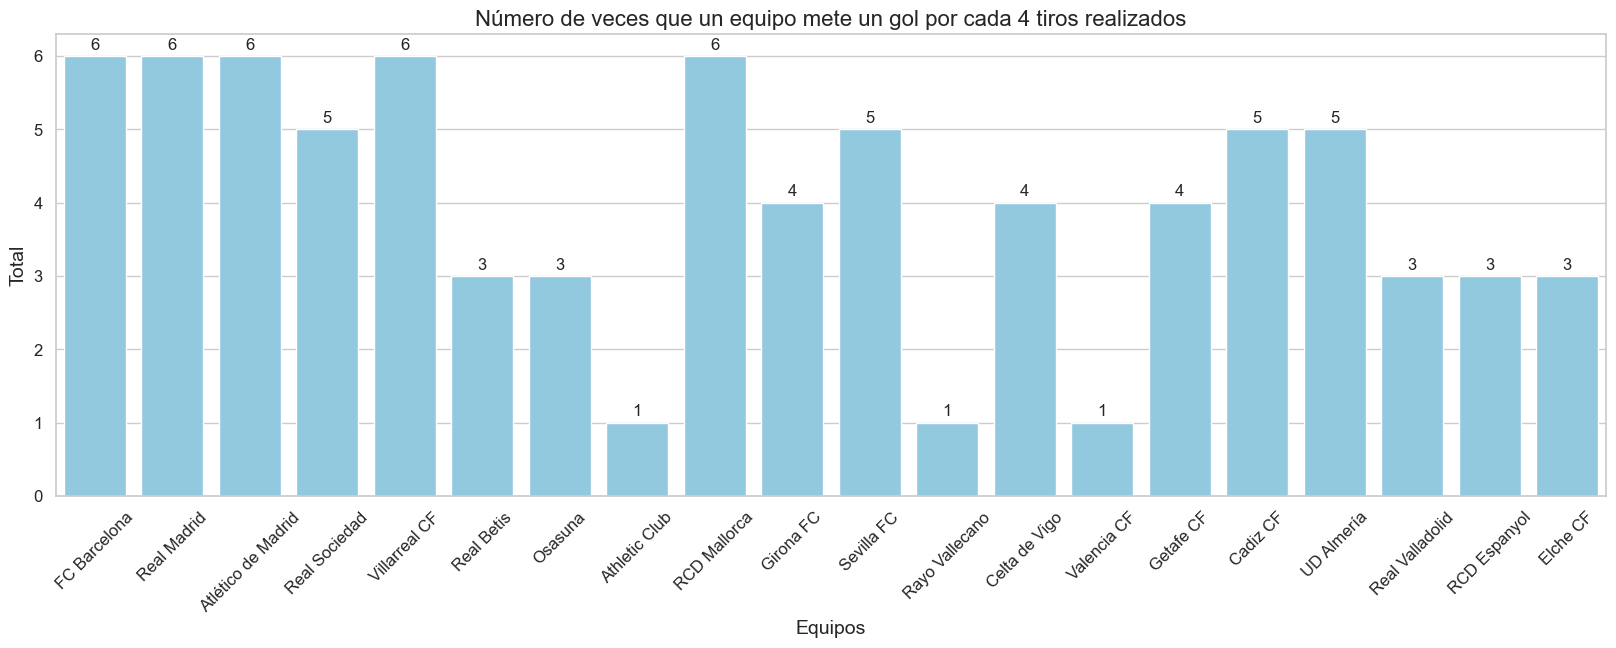 Número de veces que un equipo mete un gol por cada 4 tiros realizados
Total
6
5
4
3
2
1
0
6
6
6
5
6
3
3
1
6
4
5
1
4
1
4
5
5
3
3
3
FC Barcelona
Real Madrid
Atlético de Madrid
Real Sociedad
Villarreal CF
Real Betis
Osasuna
Athletic Club
RCD Mallorca
Girona FC
Sevilla FC
Rayo Vallecano
Celta de Vigo
Valencia CF
Getafe CF
Cadiz CF
UD Almería
Real Valladolid
RCD Espanyol
Elche CF
Equipos